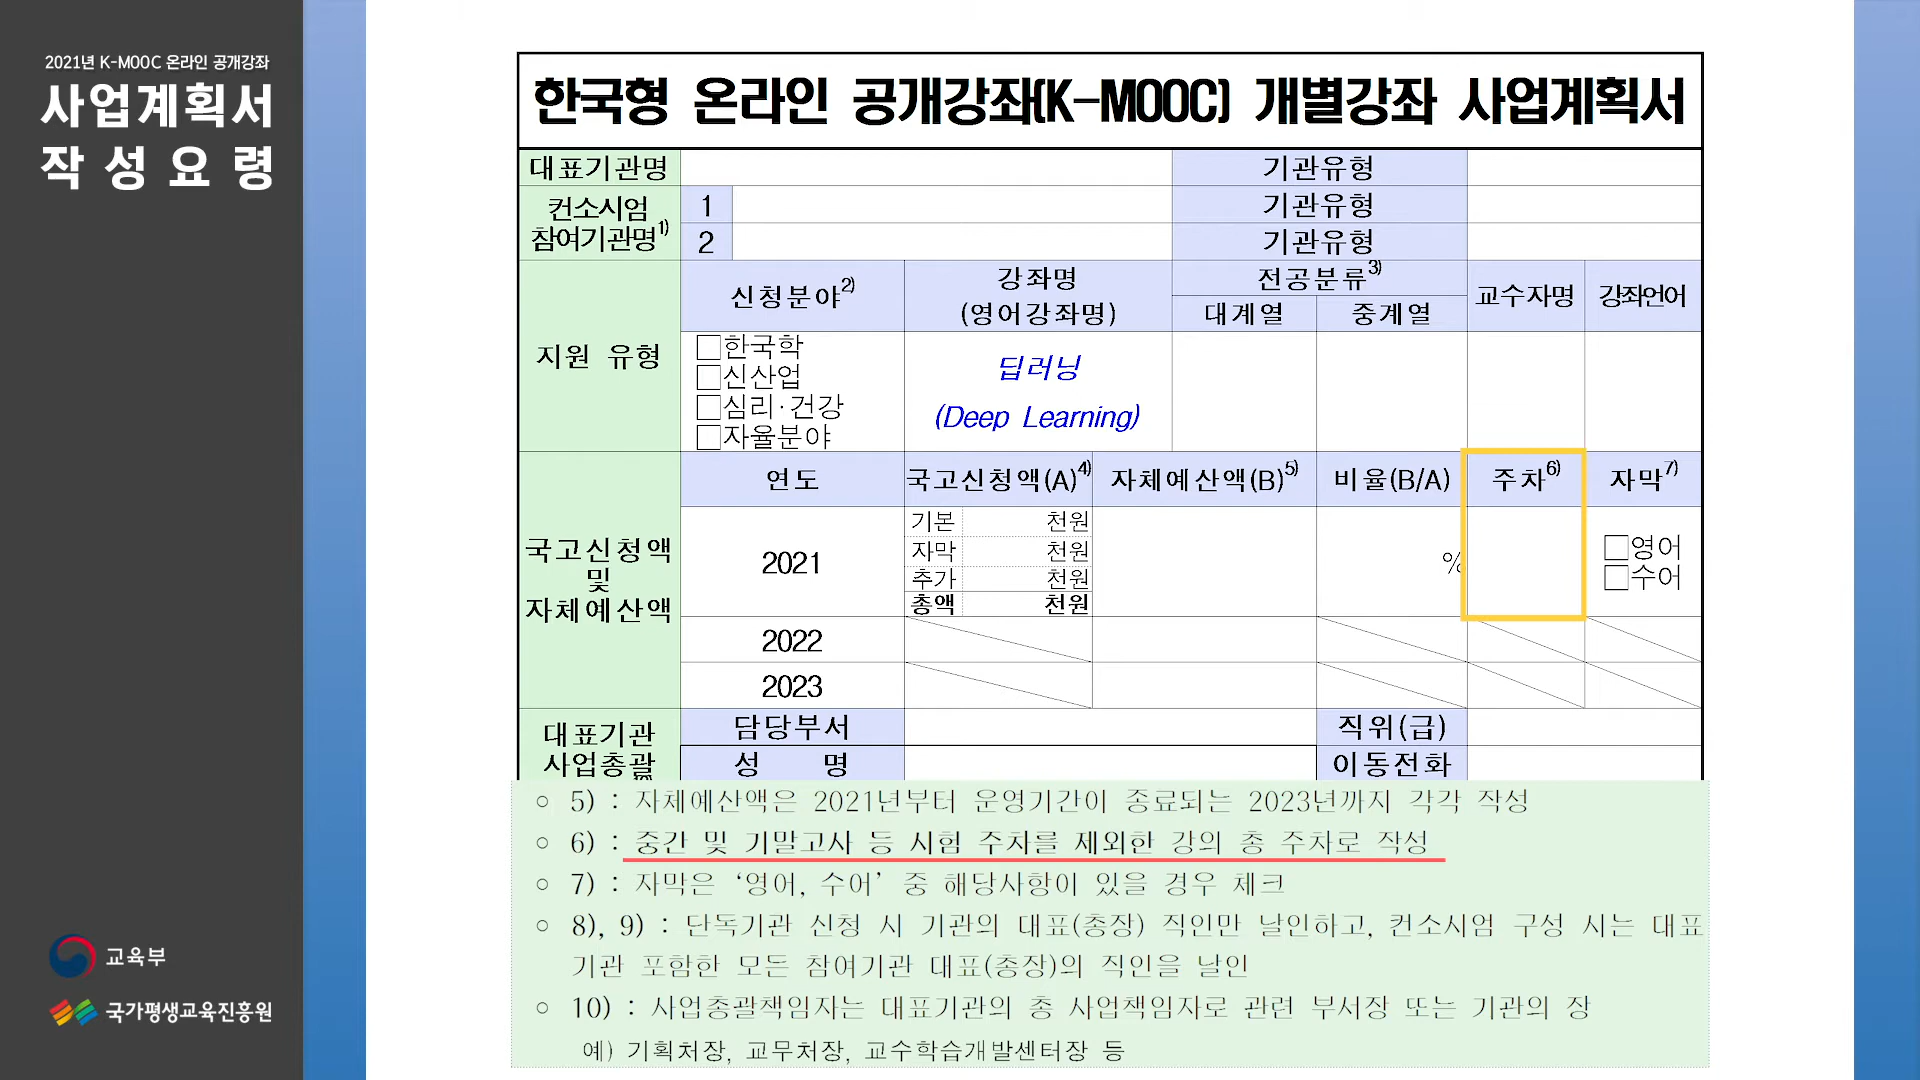 2021년 K-MOOC 온라인 공개강좌
사업계획서
작성요령
교육부
국가평생교육진흥원
한국형 온라인 공개강좌(K-MOOC) 개별강좌 사업계획서
대표기관명 기관유형
컨소시엄 참여기관명1) 1 기관유형
2 기관유형
지원 유형 신청분야2) 강좌명 (영어강좌명) 전공분류3) 교수자명 강좌언어
대계열 중계열
□한국학
□신산업
□심리·건강
□자율분야
딥러닝
(Deep Learning)
국고신청액 및 자체예산액 연도 국고신청액(A)4) 자체예산액(B)5) 비율(B/A) 주차6) 자막7)
2021
기본 천원
자막 천원
추가 천원
총액 천원
%
□영어
□수어
2022
2023
대표기관
사업총괄
담당부서 직위(급)
성 명 이동전화
○ 5) : 자체예산액은 2021년부터 운영기간이 종료되는 2023년까지 각각 작성
○ 6) : 중간 및 기말고사 등 시험 주차를 제외한 강의 총 주차로 작성
○ 7) : 자막은 ‘영어, 수어’ 중 해당사항이 있을 경우 체크
○ 8), 9) : 단독기관 신청 시 기관의 대표(총장) 직인만 날인하고, 컨소시엄 구성 시는 대표
기관 포함한 모든 참여기관 대표(총장)의 직인을 날인
○ 10) : 사업총괄책임자는 대표기관의 총 사업책임자로 관련 부서장 또는 기관의 장
예) 기획처장, 교무처장, 교수학습개발센터장 등